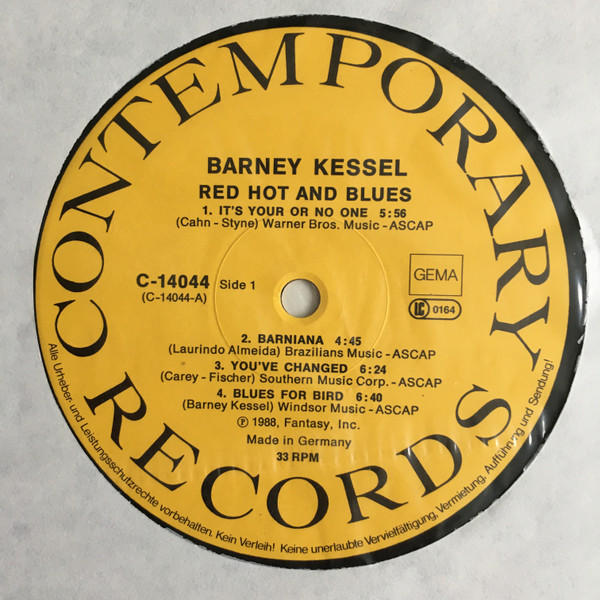 CONTEMPORARY RECORDS
BARNEY KESSEL
RED HOT AND BLUES
1. IT'S YOUR OR NO ONE 5:56
(Cahn - Styne) Warner Bros. Music - ASCAP
C-14044 Side 1
(C-14044-A)
GEMA
LC 0164
2. BARNIANA 4:45
(Laurindo Almeida) Brazilians Music - ASCAP
3. YOU'VE CHANGED 6:24
(Carey - Fischer) Southern Music Corp. - ASCAP
4. BLUES FOR BIRD 6:40
(Barney Kessel) Windsor Music - ASCAP
℗ 1988, Fantasy, Inc.
Made in Germany
33 RPM
Alle Urheber- und Leistungsschutzrechte vorbehalten. Kein Verleih! Keine unerlaubte Vervielfältigung, Vermietung, Aufführung und Sendung!